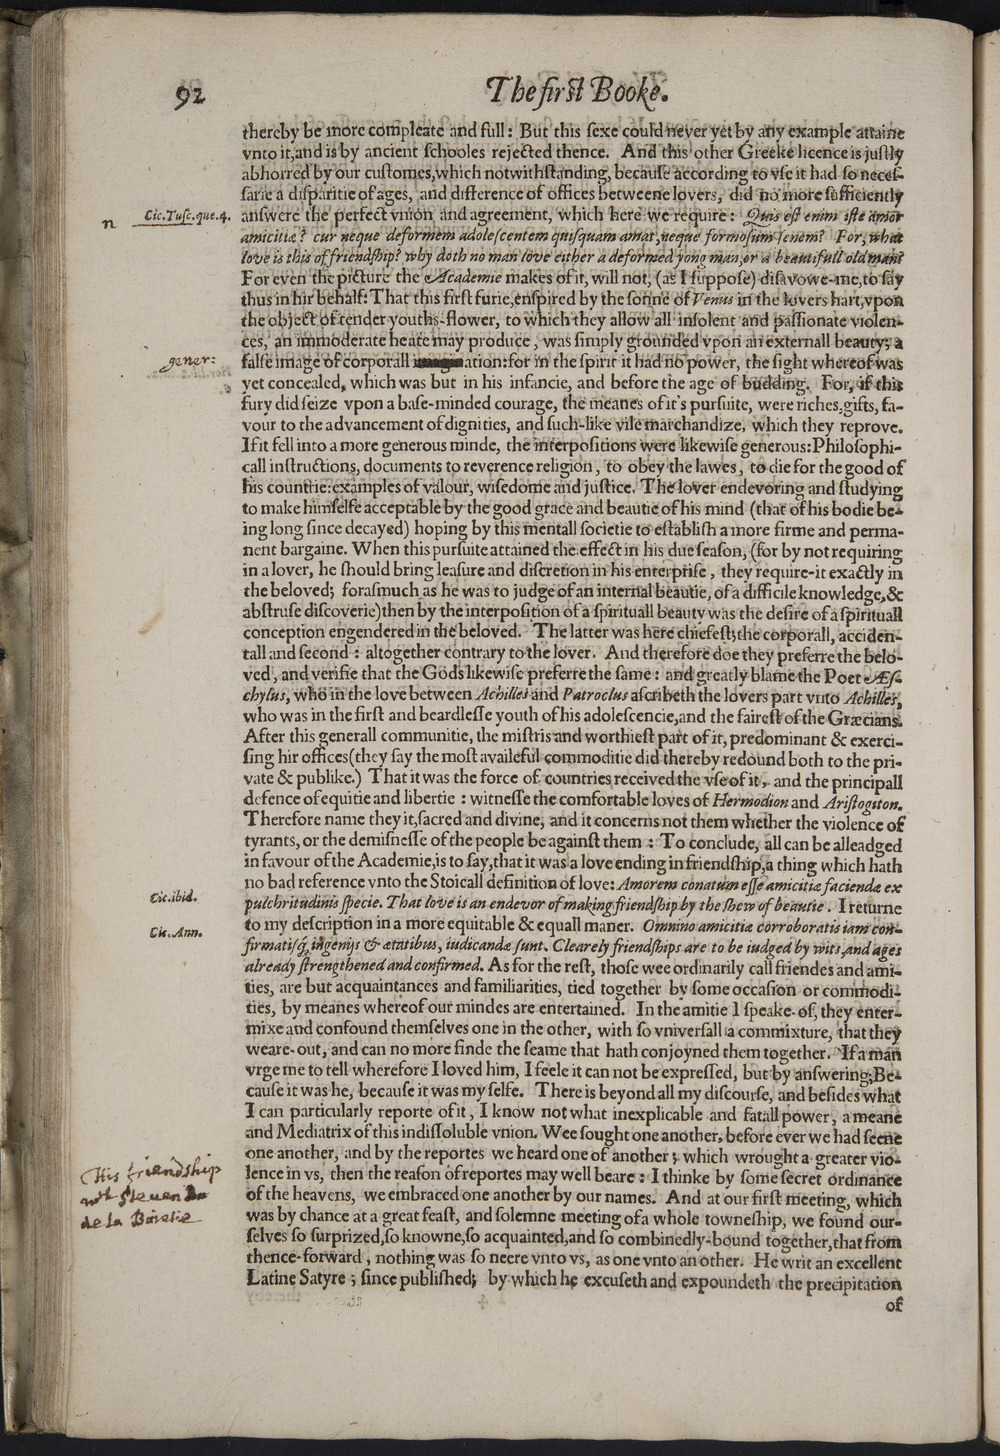 92
The first Booke.
thereby be more compleate and full: But this sexe could never yet by any example attaine
vnto it, and is by ancient schooles rejected thence. And this other Greeke licence is justly
abhorred by our customes, which notwithstanding, because according to vse it had so neces-
sarie a disparitie of ages, and difference of offices betweene lovers, did no more sufficiently
n
Cic. Tusc. que. 4.
answere the perfect vnion and agreement, which here we require: Quis est enim iste amor
amicitiæ? cur neque deformem adolescentem quisquam amat, neque formosum senem? For, what
love is this of friendship? why doth no man love either a deformed yong man, or a beautifull old man?
For even the picture the Academie makes of it, will not, (as I suppose) disavowe-me, to say
thus in hir behalf: That this first furie, enspired by the sonne of Venus in the lovers hart, vpon
the object of tender youths-flower, to which they allow all insolent and passionate violen-
ces, an immoderate heate may produce, was simply grounded vpon an externall beauty; a
gener:
false image of corporall ation: for in the spirit it had no power, the sight whereof was
yet concealed, which was but in his infancie, and before the age of budding. For, if this
fury did seize vpon a base-minded courage, the meanes of it's pursuite, were riches, gifts, fa-
vour to the advancement of dignities, and such-like vile marchandize, which they reprove.
If it fell into a more generous minde, the interpositions were likewise generous: Philosophi-
call instructions, documents to reverence religion, to obey the lawes, to die for the good of
his countrie: examples of valour, wisedome and justice. The lover endevoring and studying
to make himselfe acceptable by the good grace and beautie of his mind (that of his bodie be-
ing long since decayed) hoping by this mentall societie to establish a more firme and perma-
nent bargaine. When this pursuite attained the effect in his due season, (for by not requiring
in a lover, he should bring leasure and discretion in his enterprise, they require-it exactly in
the beloved; forasmuch as he was to judge of an internal beautie, of a difficile knowledge, &
abstruse discoverie) then by the interposition of a spirituall beauty was the desire of a spirituall
conception engendered in the beloved. The latter was here chiefest; the corporall, acciden-
tall and second: altogether contrary to the lover. And therefore doe they preferre the belo-
ved, and verifie that the Gods likewise preferre the same: and greatly blame the Poet Æs-
chylus, who in the love between Achilles and Patroclus ascribeth the lovers part vnto Achilles,
who was in the first and beardlesse youth of his adolescencie, and the fairest of the Græcians.
After this generall communitie, the mistris and worthiest part of it, predominant & exerci-
sing hir offices (they say the most availeful commoditie did thereby redound both to the pri-
vate & publike.) That it was the force of countries received the vse of it, and the principall
defence of equitie and libertie: witnesse the comfortable loves of Hermodion and Aristogiton.
Therefore name they it, sacred and divine, and it concerns not them whether the violence of
tyrants, or the demisnesse of the people be against them: To conclude, all can be alleadged
in favour of the Academie, is to say, that it was a love ending in friendship, a thing which hath
no bad reference vnto the Stoicall definition of love: Amorem conatum esse amicitiæ faciendæ ex
Cic. ibid.
pulchritudinis specie. That love is an endevor of making friendship by the shew of beautie. I returne
Cic. Am.
to my description in a more equitable & equall maner. Omnino amicitiæ corroboratis iam con-
firmatisq; ingenijs & ætatibus, iudicandæ sunt. Clearely friendships are to be iudged by wits, and ages
already strengthened and confirmed. As for the rest, those wee ordinarily call friendes and ami-
ties, are but acquaintances and familiarities, tied together by some occasion or commodi-
ties, by meanes whereof our mindes are entertained. In the amitie I speake-of, they enter-
mixe and confound themselves one in the other, with so vniversall a commixture, that they
weare-out, and can no more finde the seame that hath conjoyned them together. If a man
vrge me to tell wherefore I loved him, I feele it can not be expressed, but by answering; Be-
cause it was he, because it was my selfe. There is beyond all my discourse, and besides what
I can particularly reporte of it, I know not what inexplicable and fatall power, a meane
and Mediatrix of this indissoluble vnion. Wee sought one another, before ever we had seene
one another, and by the reportes we heard one of another; which wrought a greater vio-
His friendship
wth Steuen
de la Boietie
lence in vs, then the reason of reportes may well beare: I thinke by some secret ordinance
of the heavens, we embraced one another by our names. And at our first meeting, which
was by chance at a great feast, and solemne meeting of a whole towneship, we found our-
selves so surprized, so knowne, so acquainted, and so combinedly-bound together, that from
thence-forward, nothing was so neere vnto vs, as one vnto an other. He writ an excellent
Latine Satyre; since published; by which he excuseth and expoundeth the precipitation
of